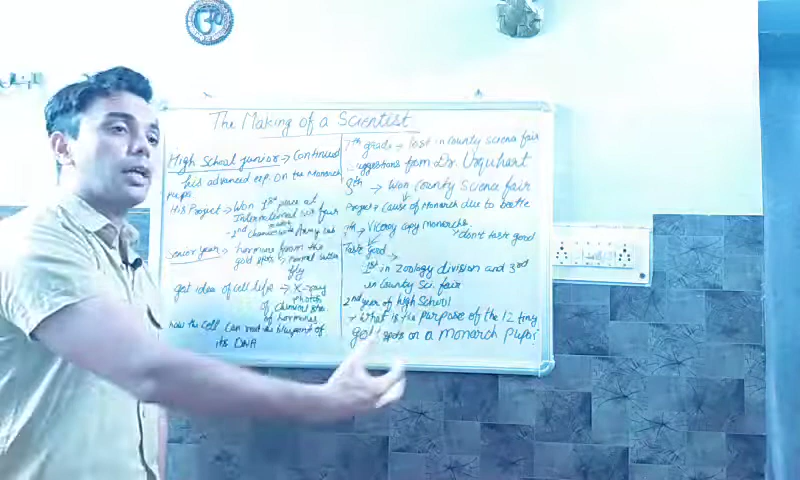 ॐ
The Making of a Scientist
High School junior → Continued
his advanced exp. on the Monarch
pupas
His Project → Won 1st place at
International Sci fair
2nd Chance Army Lab
Senior year → hormone from the
gold spots → normal butter
fly
got idea of cell life → X-ray
photos
of chemical stru.
of hormones
how the cell can read the blueprint of
its DNA
7th grade → lost in County science fair
suggestions from Dr. Urquhart
8th → Won County Science fair
Project → Cause of Monarch due to beetle
→ Viceroy copy monarchs
→ don't taste good
Taste good →
1st in Zoology division and 3rd
in County Sci. fair
2nd year of high School
→ What is the purpose of the 12 tiny
gold spots on a Monarch Pupa?